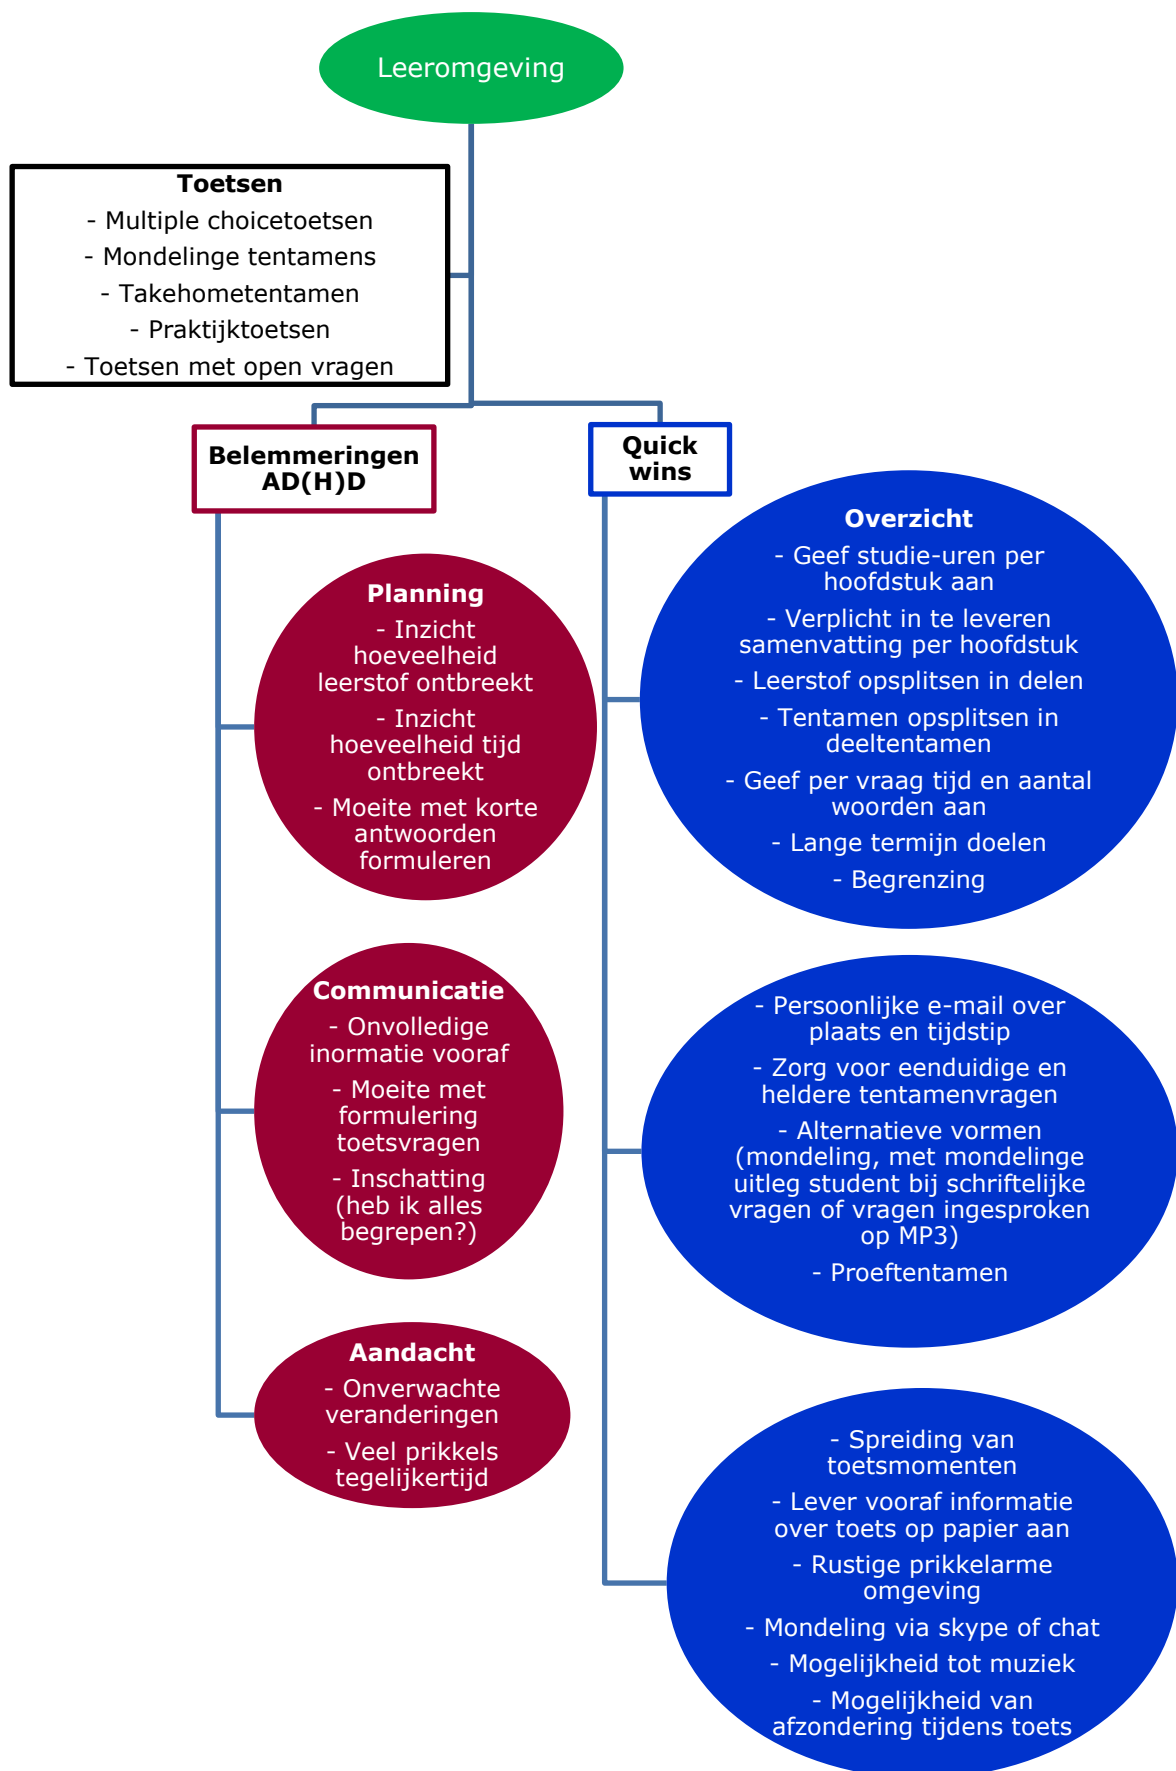 Leeromgeving
Toetsen
- Multiple choicetoetsen
- Mondelinge tentamens
- Takehometentamen
- Praktijktoetsen
- Toetsen met open vragen
Belemmeringen
AD(H)D
Planning
- Inzicht
hoeveelheid
leerstof ontbreekt
- Inzicht
hoeveelheid tijd
ontbreekt
- Moeite met korte
antwoorden
formuleren
Communicatie
- Onvolledige
inormatie vooraf
- Moeite met
formulering
toetsvragen
- Inschatting
(heb ik alles
begrepen?)
Aandacht
- Onverwachte
veranderingen
- Veel prikkels
tegelijkertijd
Quick
wins
Overzicht
- Geef studie-uren per
hoofdstuk aan
- Verplicht in te leveren
samenvatting per hoofdstuk
- Leerstof opsplitsen in delen
- Tentamen opsplitsen in
deeltentamen
- Geef per vraag tijd en aantal
woorden aan
- Lange termijn doelen
- Begrenzing
- Persoonlijke e-mail over
plaats en tijdstip
- Zorg voor eenduidige en
heldere tentamenvragen
- Alternatieve vormen
(mondeling, met mondelinge
uitleg student bij schriftelijke
vragen of vragen ingesproken
op MP3)
- Proeftentamen
- Spreiding van
toetsmomenten
- Lever vooraf informatie
over toets op papier aan
- Rustige prikkelarme
omgeving
- Mondeling via skype of chat
- Mogelijkheid tot muziek
- Mogelijkheid van
afzondering tijdens toets